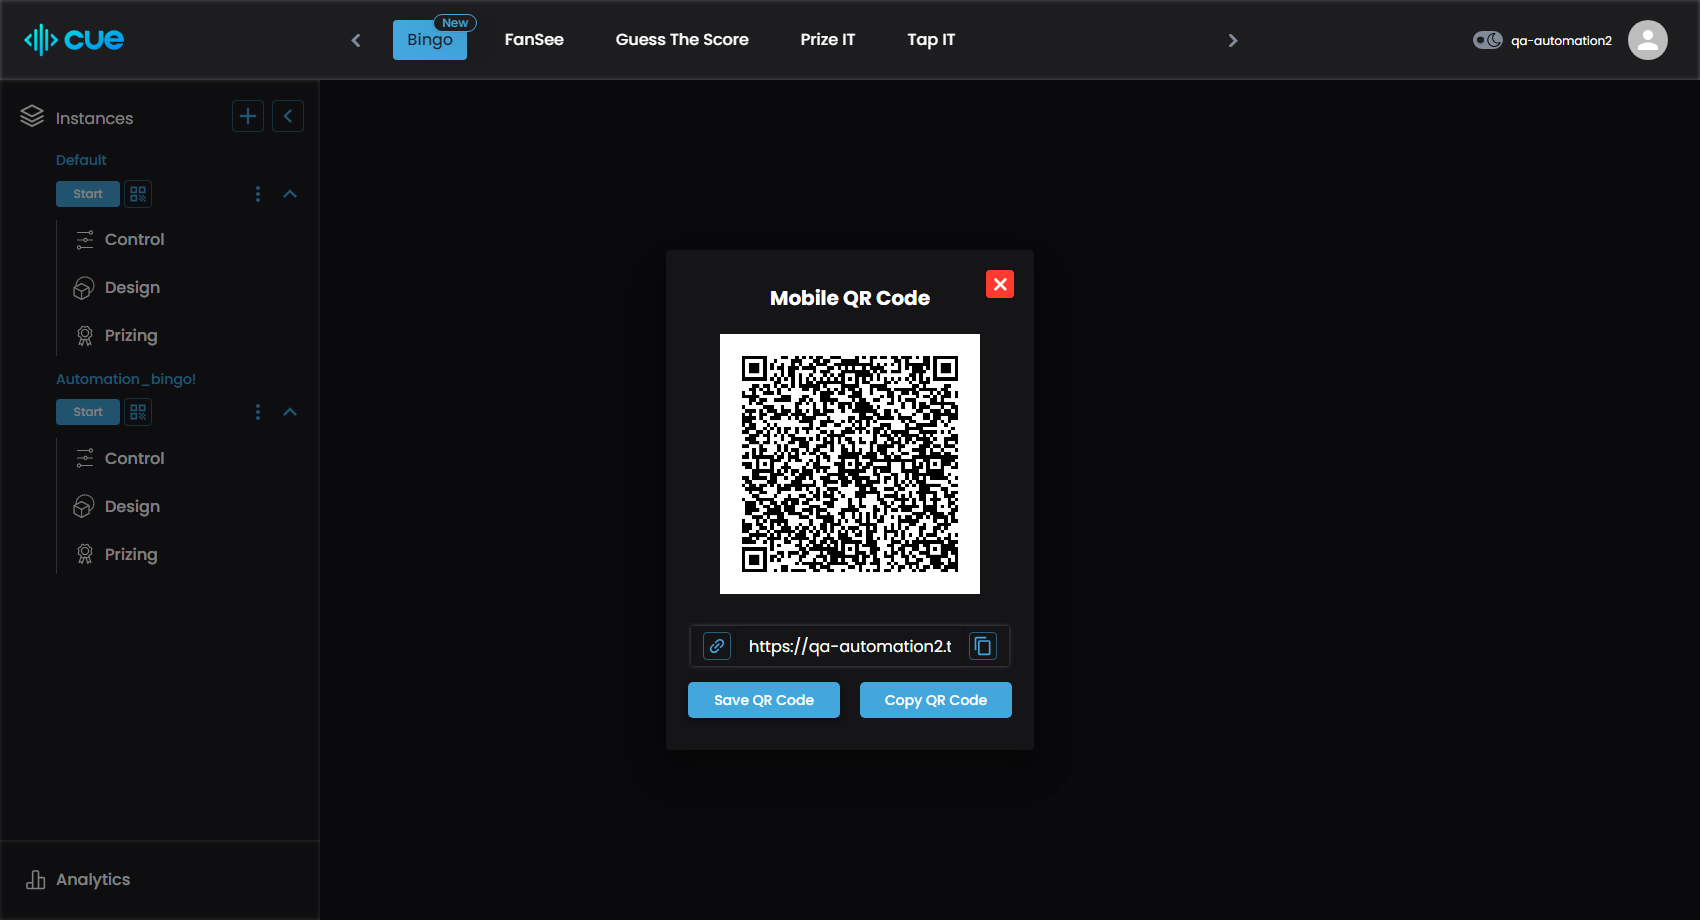 cue
New
Bingo
FanSee
Guess The Score
Prize IT
Tap IT
qa-automation2
Instances
Default
Start
Control
Design
Prizing
Automation_bingo!
Start
Control
Design
Prizing
Analytics
Mobile QR Code
https://qa-automation2.t
Save QR Code
Copy QR Code